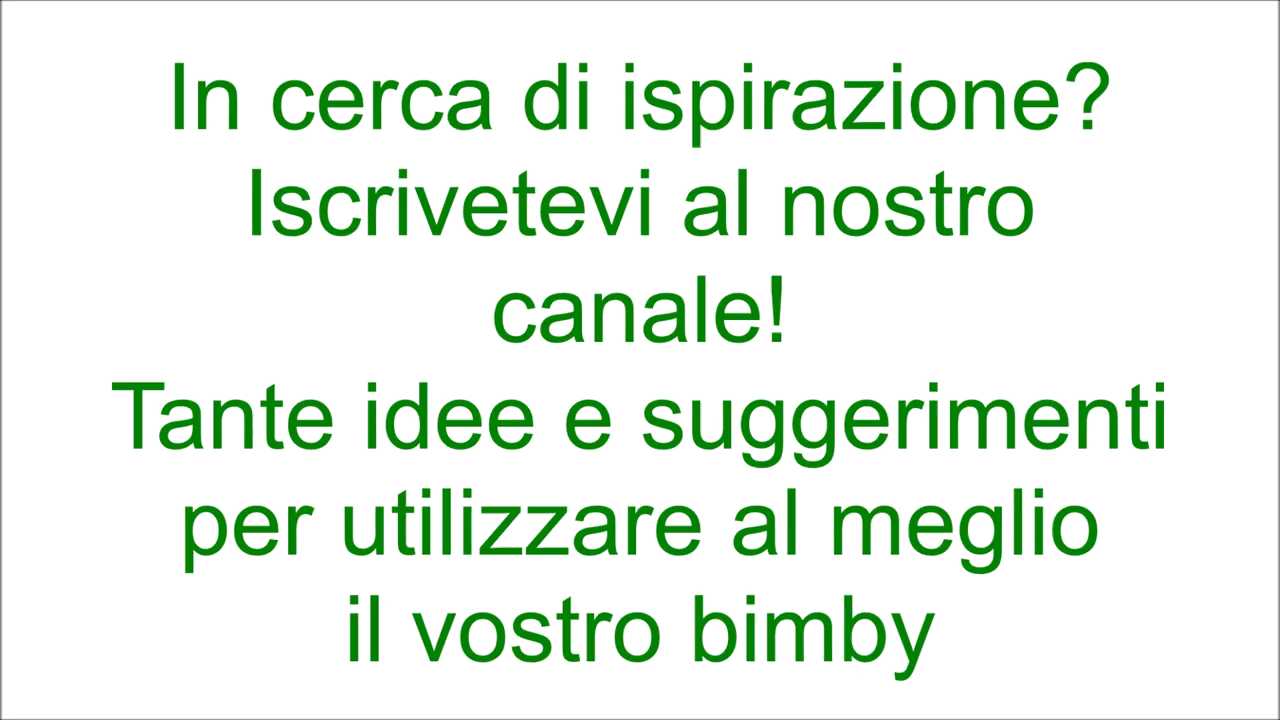 In cerca di ispirazione?
Iscrivetevi al nostro
canale!
Tante idee e suggerimenti
per utilizzare al meglio
il vostro bimby